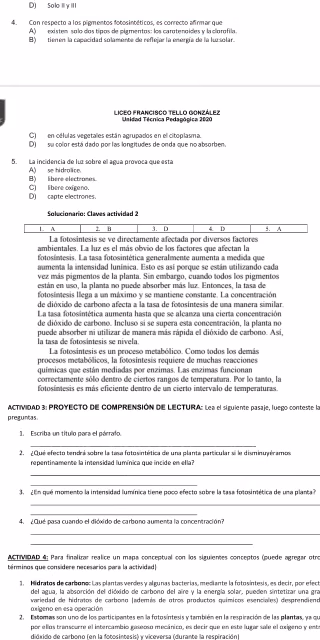 D) Solo II y III
4. Con respecto a los pigmentos fotosintéticos, es correcto afirmar que
A) existen solo dos tipos de pigmentos: los carotenoides y la clorofila.
B) tienen la capacidad solamente de reflejar la energía de la luz solar.
LICEO FRANCISCO TELLO GONZÁLEZ
Unidad Técnica Pedagógica 2020
C) en células vegetales están agrupados en el citoplasma.
D) su color está dado por las longitudes de onda que no absorben.
5. La incidencia de luz sobre el agua provoca que esta
A) se hidrolice.
B) libere electrones.
C) libere oxígeno.
D) capte electrones.
Solucionario: Claves actividad 2
1. A 2. B 3. D 4. D 5. A
La fotosíntesis se ve directamente afectada por diversos factores
ambientales. La luz es el más obvio de los factores que afectan la
fotosíntesis. La tasa fotosintética generalmente aumenta a medida que
aumenta la intensidad lumínica. Esto es así porque se están utilizando cada
vez más pigmentos de la planta. Sin embargo, cuando todos los pigmentos
están en uso, la planta no puede absorber más luz. Entonces, la tasa de
fotosíntesis llega a un máximo y se mantiene constante. La concentración
de dióxido de carbono afecta a la tasa de fotosíntesis de una manera similar.
La tasa fotosintética aumenta hasta que se alcanza una cierta concentración
de dióxido de carbono. Incluso si se supera esta concentración, la planta no
puede absorber ni utilizar de manera más rápida el dióxido de carbono. Así,
la tasa de fotosíntesis se nivela.
La fotosíntesis es un proceso metabólico. Como todos los demás
procesos metabólicos, la fotosíntesis requiere de muchas reacciones
químicas que están mediadas por enzimas. Las enzimas funcionan
correctamente sólo dentro de ciertos rangos de temperatura. Por lo tanto, la
fotosíntesis es más eficiente dentro de un cierto intervalo de temperaturas.
ACTIVIDAD 3: PROYECTO DE COMPRENSIÓN DE LECTURA: Lea el siguiente pasaje, luego conteste la
preguntas.
1. Escriba un título para el párrafo.
2. ¿Qué efecto tendrá sobre la tasa fotosintética de una planta particular si le disminuyéramos
repentinamente la intensidad lumínica que incide en ella?
3. ¿En qué momento la intensidad lumínica tiene poco efecto sobre la tasa fotosintética de una planta?
4. ¿Qué pasa cuando el dióxido de carbono aumenta la concentración?
ACTIVIDAD 4: Para finalizar realice un mapa conceptual con los siguientes conceptos (puede agregar otro
términos que considere necesarios para la actividad)
1. Hidratos de carbono: Las plantas verdes y algunas bacterias, mediante la fotosíntesis, es decir, por efect
del agua, la absorción del dióxido de carbono del aire y la energía solar, pueden sintetizar una gra
variedad de hidratos de carbono (además de otros productos químicos esenciales) desprendiend
oxígeno en esa operación
2. Estomas son uno de los participantes en la fotosíntesis y también en la respiración de las plantas, ya qu
por ellos transcurre el intercambio gaseoso mecánico, es decir que en este lugar sale el oxígeno y entr
dióxido de carbono (en la fotosíntesis) y viceversa (durante la respiración)